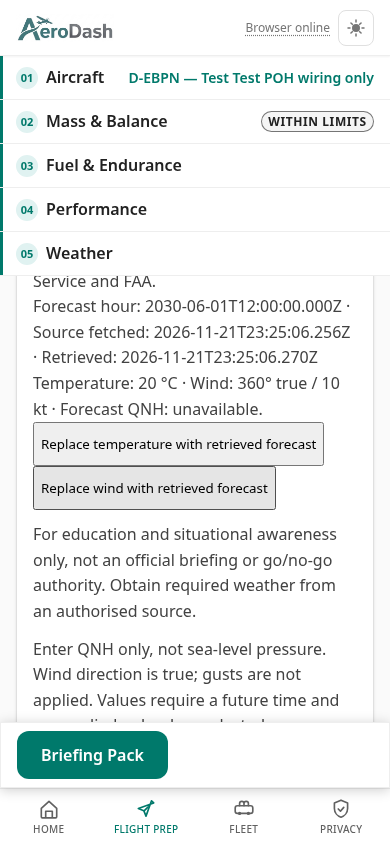 AeroDash
Browser online
01 Aircraft D-EBPN — Test Test POH wiring only
02 Mass & Balance WITHIN LIMITS
03 Fuel & Endurance
04 Performance
05 Weather
Service and FAA.
Forecast hour: 2030-06-01T12:00:00.000Z ·
Source fetched: 2026-11-21T23:25:06.256Z
· Retrieved: 2026-11-21T23:25:06.270Z
Temperature: 20 °C · Wind: 360° true / 10
kt · Forecast QNH: unavailable.
Replace temperature with retrieved forecast
Replace wind with retrieved forecast
For education and situational awareness
only, not an official briefing or go/no-go
authority. Obtain required weather from
an authorised source.
Enter QNH only, not sea-level pressure.
Wind direction is true; gusts are not
applied. Values require a future time and
Briefing Pack
HOME
FLIGHT PREP
FLEET
PRIVACY